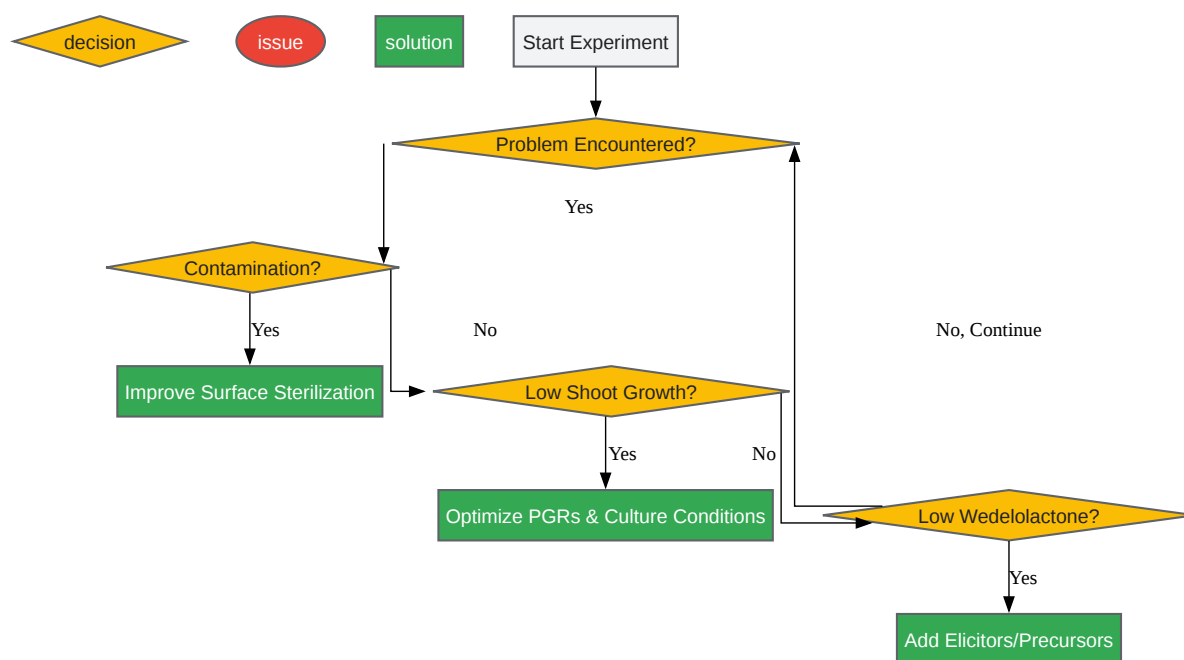 decision
issue
solution
Start Experiment
Problem Encountered?
Yes
Contamination?
Yes
No
No, Continue
Improve Surface Sterilization
Low Shoot Growth?
Yes
No
Optimize PGRs & Culture Conditions
Low Wedelolactone?
Yes
Add Elicitors/Precursors